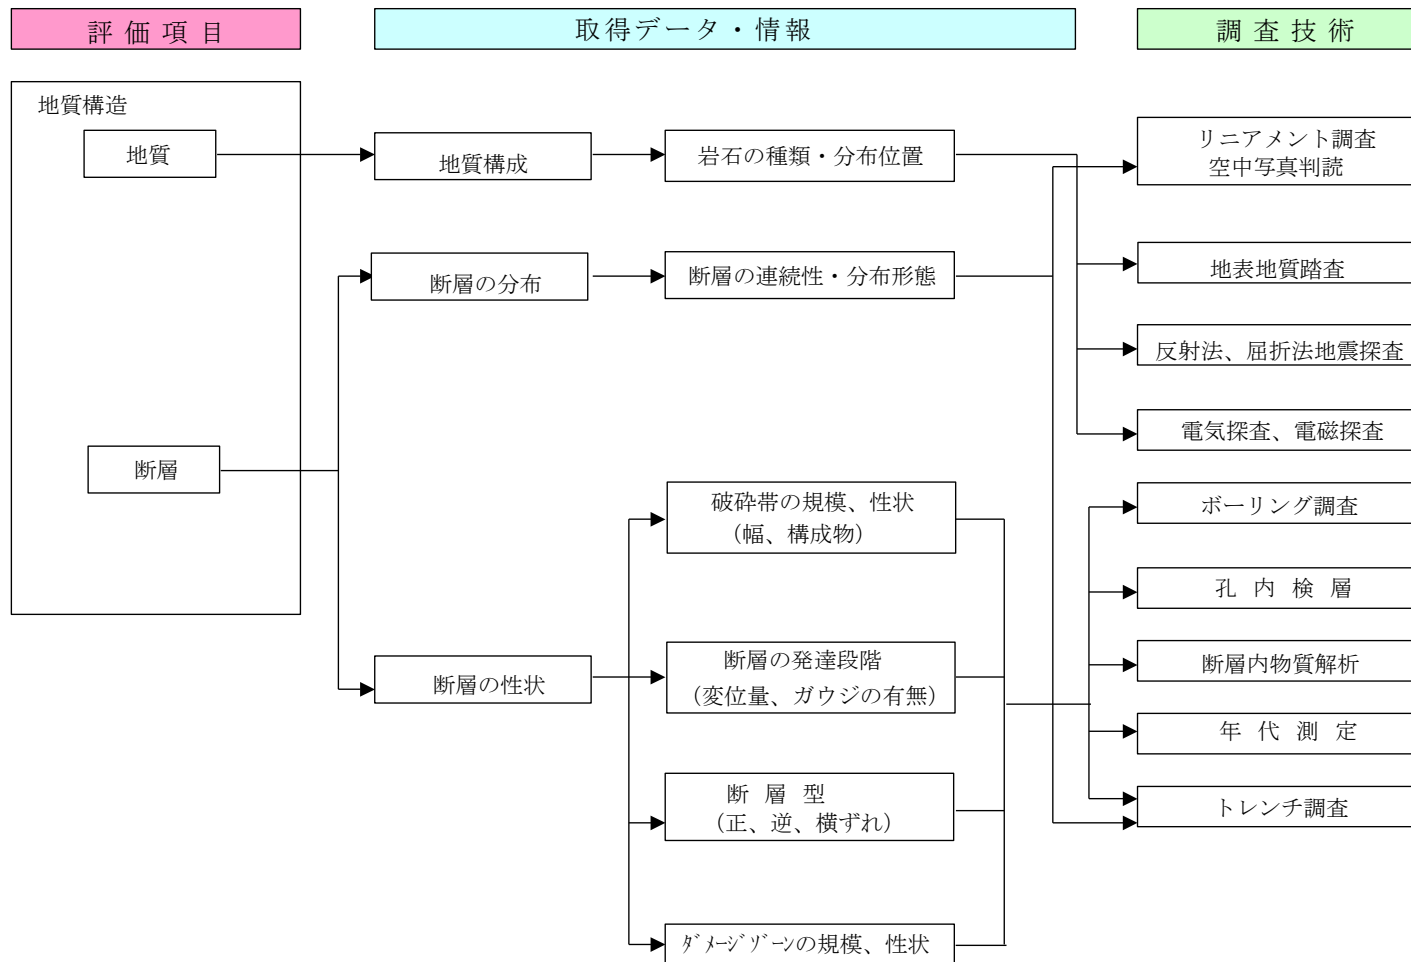 評価項目
取得データ・情報
調査技術
地質構造
地質
地質構成
岩石の種類・分布位置
リニアメント調査
空中写真判読
断層の分布
断層の連続性・分布形態
地表地質踏査
反射法、屈折法地震探査
電気探査、電磁探査
断層
破砕帯の規模、性状
（幅、構成物）
ボーリング調査
孔内検層
断層の性状
断層の発達段階
（変位量、ガウジの有無）
断層内物質解析
年代測定
断層型
（正、逆、横ずれ）
トレンチ調査
ﾀﾞﾒｰｼﾞｿﾞｰﾝの規模、性状